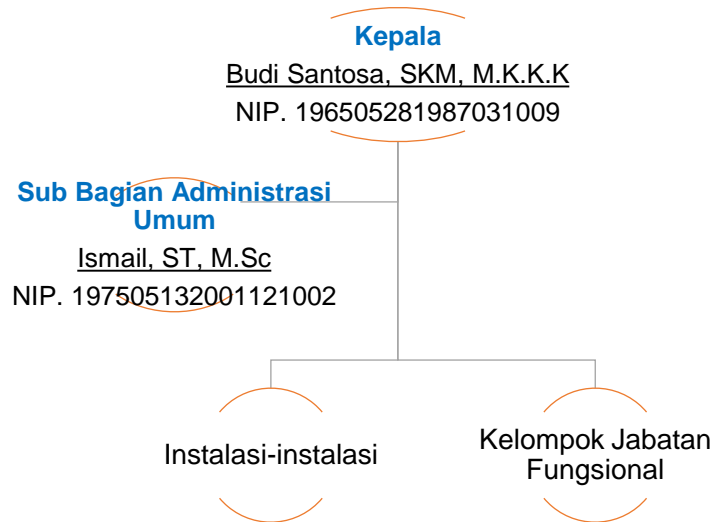 Kepala
Budi Santosa, SKM, M.K.K.K
NIP. 196505281987031009
Sub Bagian Administrasi
Umum
Ismail, ST, M.Sc
NIP. 197505132001121002
Instalasi-instalasi
Kelompok Jabatan
Fungsional